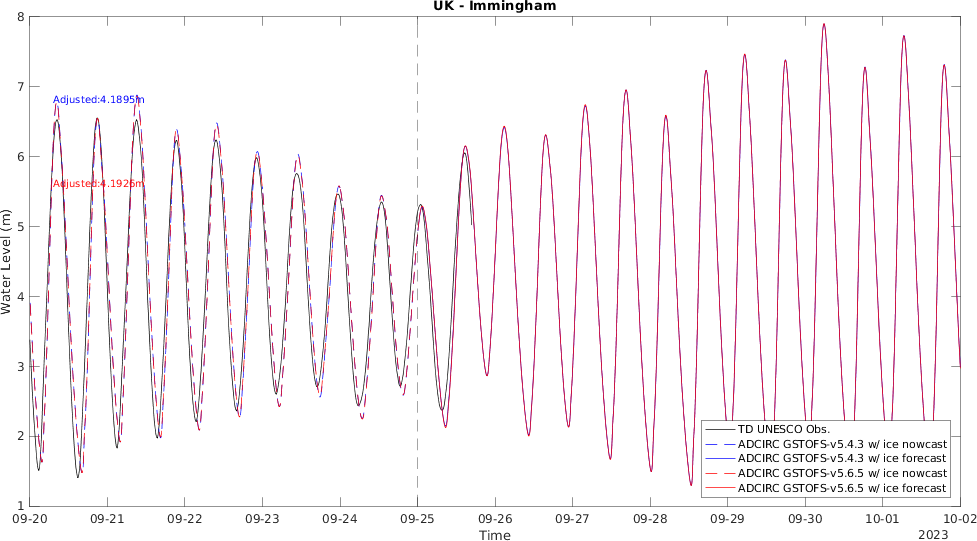 UK - Immingham
8
7
6
5
4
3
2
1
Water Level (m)
Adjusted:4.1895m
Adjusted:4.1926m
TD UNESCO Obs.
ADCIRC GSTOFS-v5.4.3 w/ ice nowcast
ADCIRC GSTOFS-v5.4.3 w/ ice forecast
ADCIRC GSTOFS-v5.6.5 w/ ice nowcast
ADCIRC GSTOFS-v5.6.5 w/ ice forecast
09-20 09-21 09-22 09-23 09-24 09-25 09-26 09-27 09-28 09-29 09-30 10-01 10-02
Time
2023